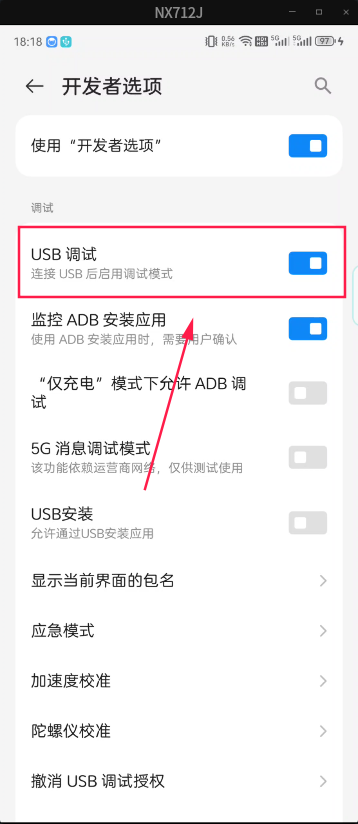 NX712J
18:18
0.56
KB/s
5G
5G
97
开发者选项
使用“开发者选项”
调试
USB 调试
连接 USB 后启用调试模式
监控 ADB 安装应用
使用 ADB 安装应用时，需要用户确认
“仅充电”模式下允许 ADB 调
试
5G 消息调试模式
该功能依赖运营商网络，仅供测试使用
USB安装
允许通过USB安装应用
显示当前界面的包名
应急模式
加速度校准
陀螺仪校准
撤消 USB 调试授权